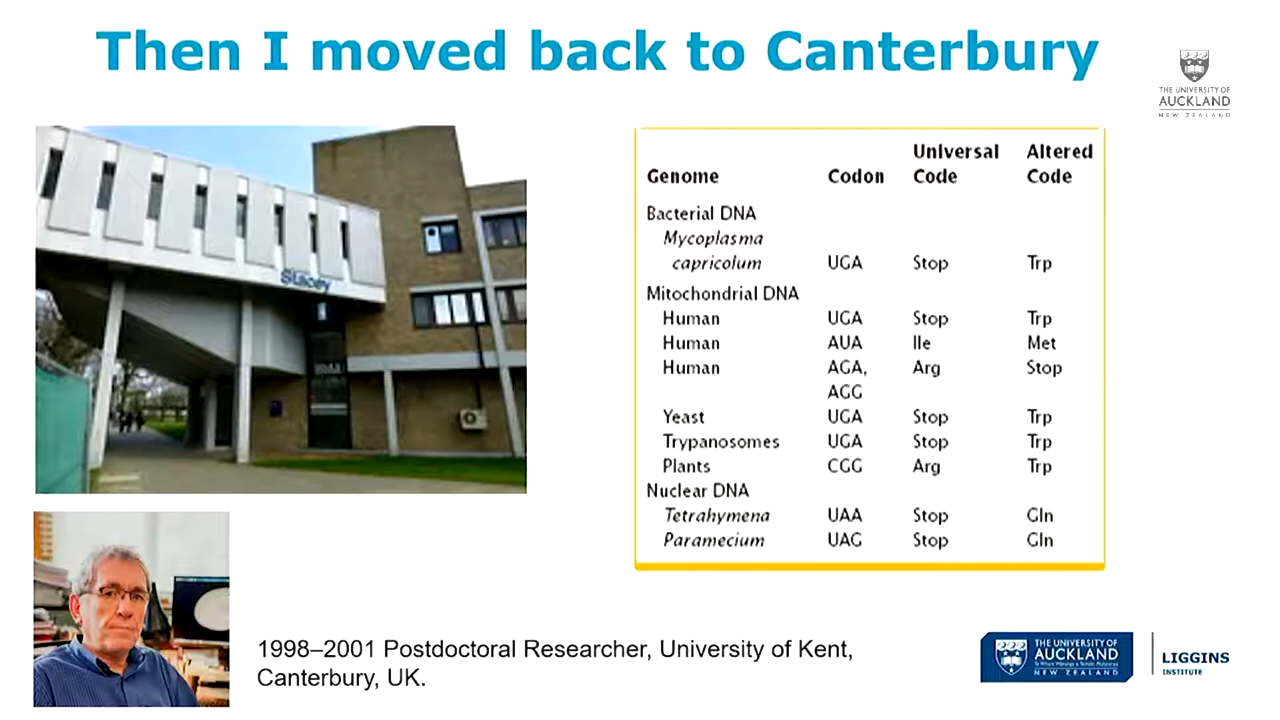 Then I moved back to Canterbury
THE UNIVERSITY OF
AUCKLAND
NEW ZEALAND
Stacey
Genome Codon Universal Code Altered Code
Bacterial DNA
Mycoplasma
capricolum UGA Stop Trp
Mitochondrial DNA
Human UGA Stop Trp
Human AUA Ile Met
Human AGA, Arg Stop
AGG
Yeast UGA Stop Trp
Trypanosomes UGA Stop Trp
Plants CGG Arg Trp
Nuclear DNA
Tetrahymena UAA Stop Gln
Paramecium UAG Stop Gln
1998–2001 Postdoctoral Researcher, University of Kent,
Canterbury, UK.
THE UNIVERSITY OF
AUCKLAND
NEW ZEALAND
LIGGINS
INSTITUTE